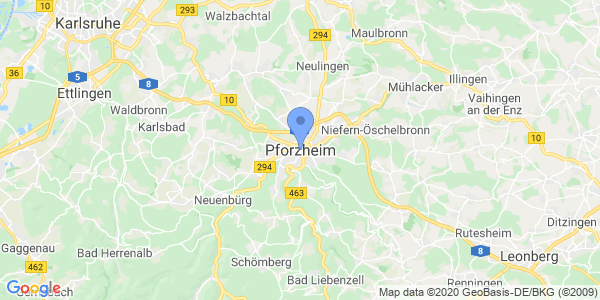 10
293
Walzbachtal
Maulbronn
Karlsruhe
294
Neulingen
36
5
8
Illingen
Mühlacker
Ettlingen
10
Vaihingen
an der Enz
Waldbronn
Karlsbad
Niefern-Öschelbronn
10
Pforzheim
294
463
Neuenbürg
Ditzingen
Rutesheim
Gaggenau
Bad Herrenalb
8
Leonberg
Schömberg
462
Bad Liebenzell
Renningen
Google
Map data ©2020 GeoBasis-DE/BKG (©2009)